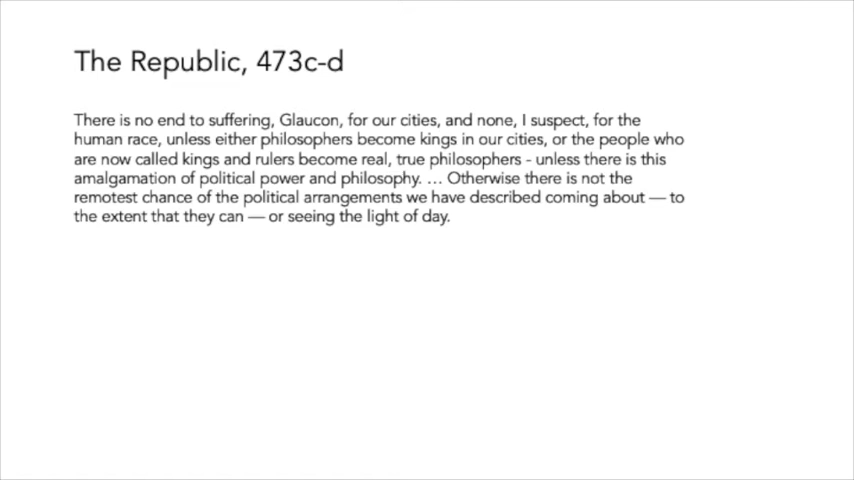 The Republic, 473c-d
There is no end to suffering, Glaucon, for our cities, and none, I suspect, for the
human race, unless either philosophers become kings in our cities, or the people who
are now called kings and rulers become real, true philosophers - unless there is this
amalgamation of political power and philosophy. … Otherwise there is not the
remotest chance of the political arrangements we have described coming about — to
the extent that they can — or seeing the light of day.